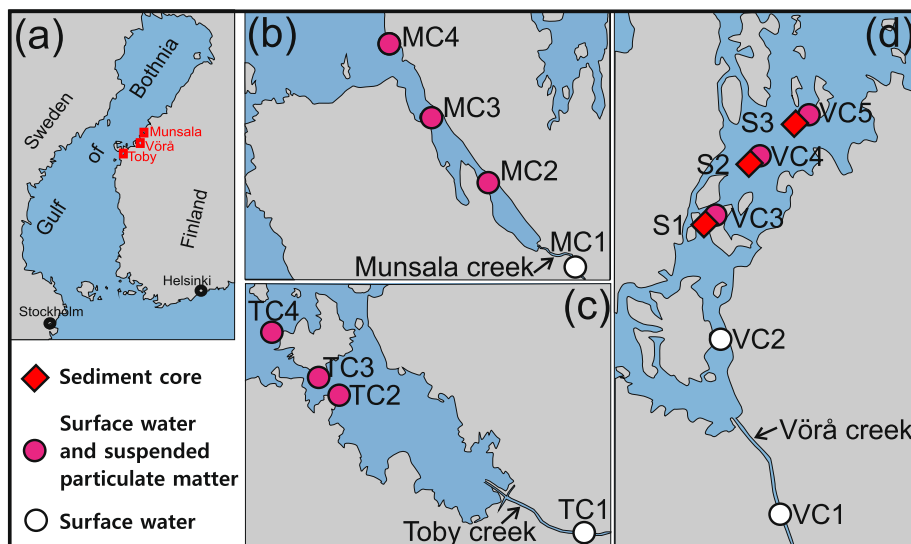 (a)
Sweden
Gulf
of
Bothnia
Munsala
Vörå
Toby
Finland
Helsinki
Stockholm
Sediment core
Surface water
and suspended
particulate matter
Surface water
(b)
MC4
MC3
MC2
MC1
Munsala creek
(c)
TC4
TC3
TC2
TC1
Toby creek
(d)
VC5
S3
VC4
S2
VC3
S1
VC2
Vörå creek
VC1